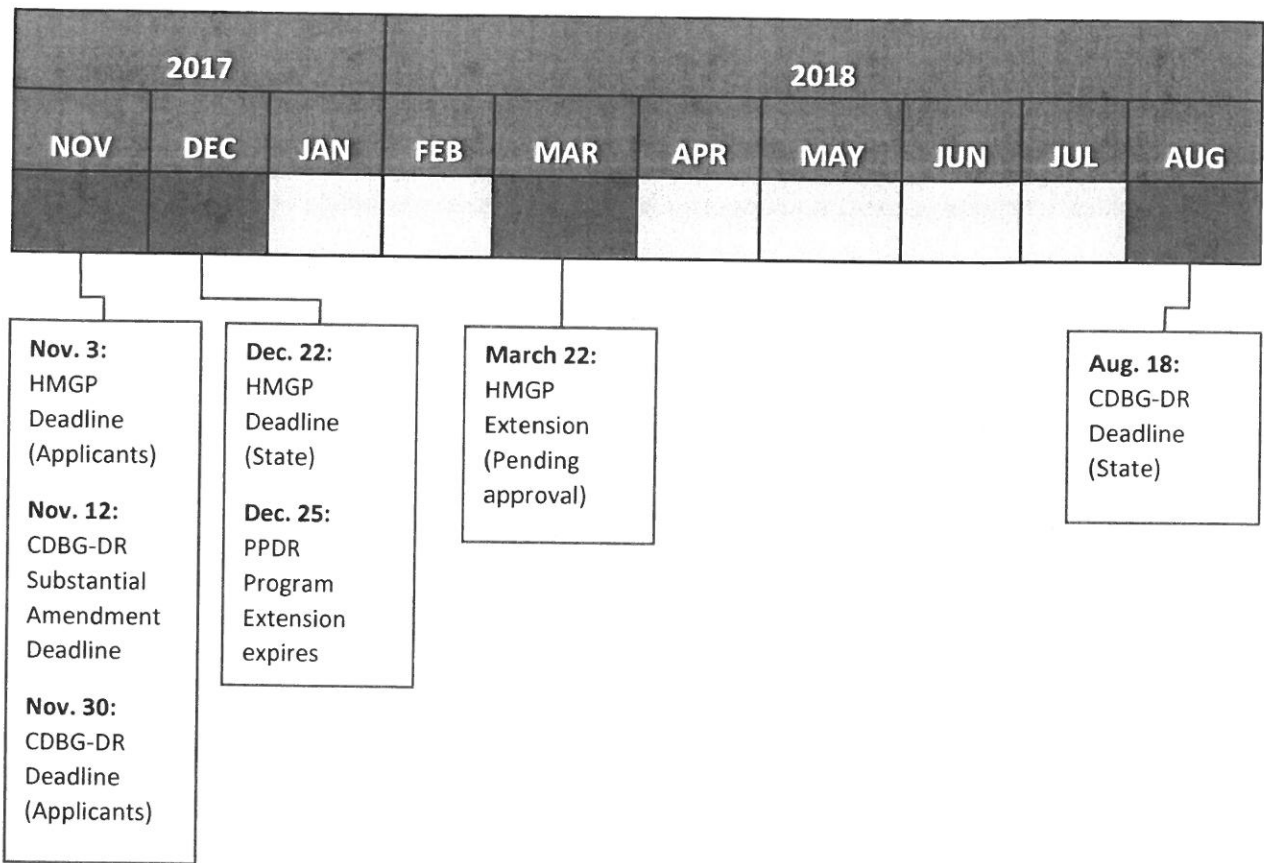 2017 2018
NOV DEC JAN FEB MAR APR MAY JUN JUL AUG
Nov. 3:
HMGP
Deadline
(Applicants)
Nov. 12:
CDBG-DR
Substantial
Amendment
Deadline
Nov. 30:
CDBG-DR
Deadline
(Applicants)
Dec. 22:
HMGP
Deadline
(State)
Dec. 25:
PPDR
Program
Extension
expires
March 22:
HMGP
Extension
(Pending
approval)
Aug. 18:
CDBG-DR
Deadline
(State)